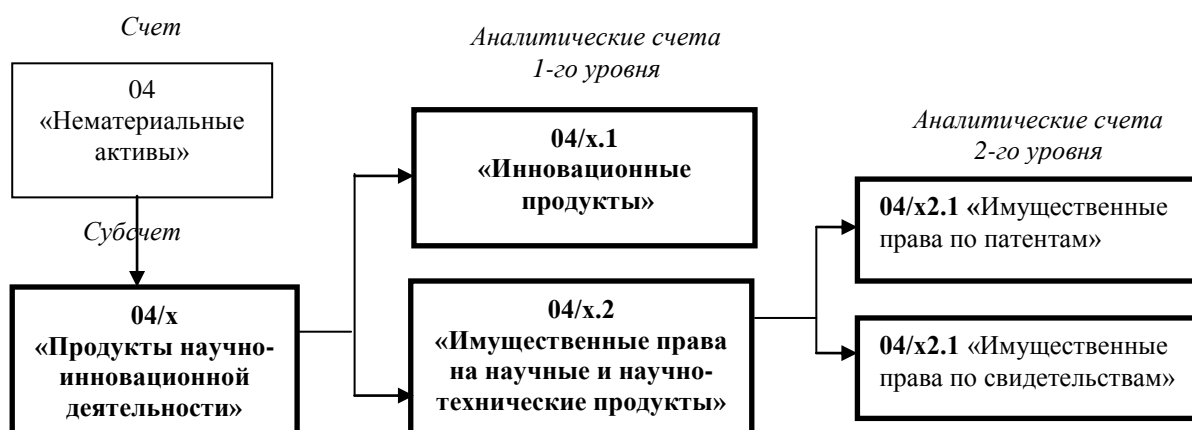 Счет
04
«Нематериальные
активы»
Субсчет
04/х
«Продукты научно-
инновационной
деятельности»
Аналитические счета
1-го уровня
04/х.1
«Инновационные
продукты»
04/х.2
«Имущественные права
на научные и научно-
технические продукты»
Аналитические счета
2-го уровня
04/х2.1 «Имущественные
права по патентам»
04/х2.1 «Имущественные
права по свидетельствам»